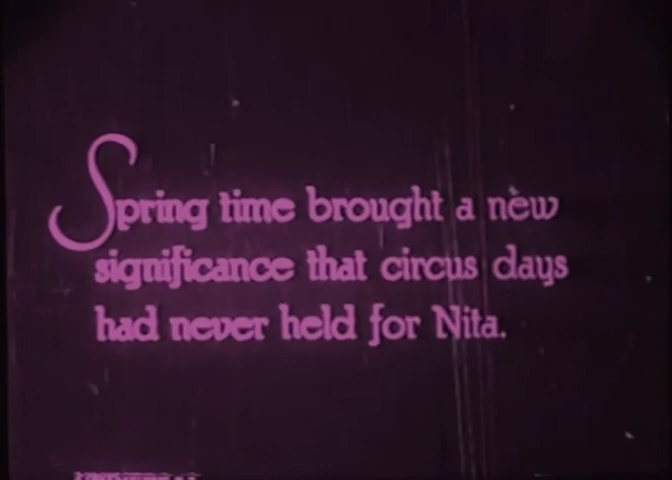 Spring time brought a new
significance that circus days
had never held for Nita.